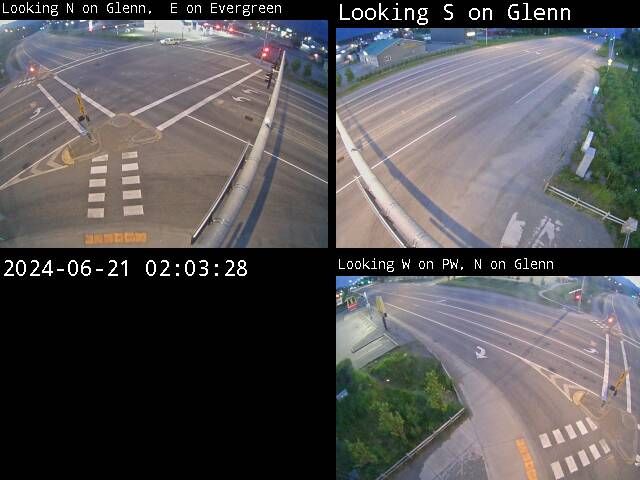 Looking N on Glenn,  E on Evergreen
Looking S on Glenn
2024-06-21 02:03:28
Looking W on PW, N on Glenn